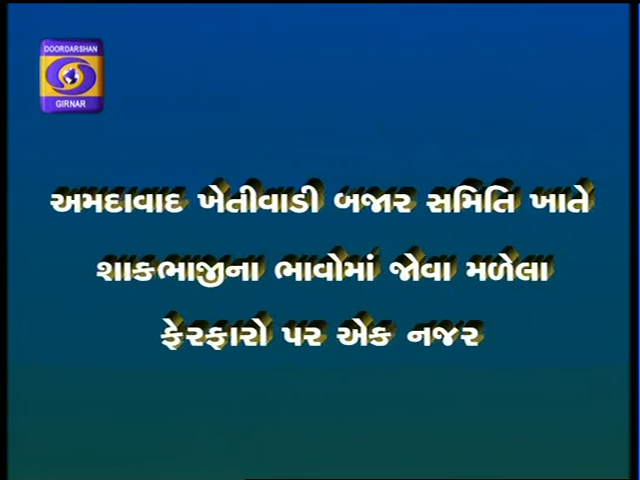 DOORDARSHAN
GIRNAR
અમદાવાદ ખેતીવાડી બજાર સમિતિ ખાતે
શાકભાજીના ભાવોમાં જોવા મળેલા
ફેરફારો પર એક નજર